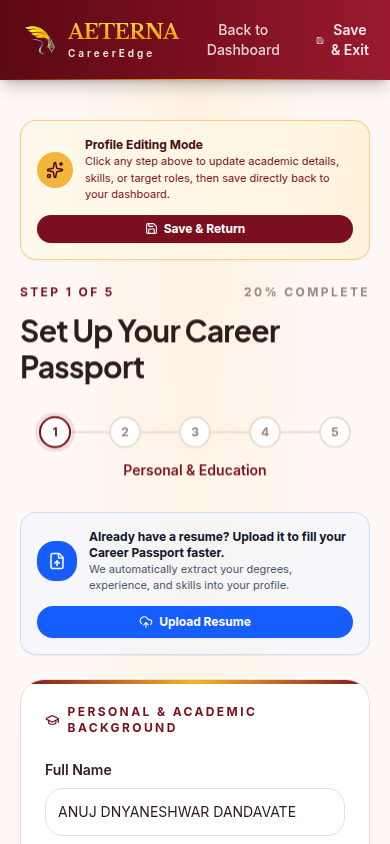 AETERNA
CareerEdge
Back to
Dashboard
Save
& Exit
Profile Editing Mode
Click any step above to update academic details,
skills, or target roles, then save directly back to
your dashboard.
Save & Return
STEP 1 OF 5
20% COMPLETE
Set Up Your Career
Passport
1
2
3
4
5
Personal & Education
Already have a resume? Upload it to fill your
Career Passport faster.
We automatically extract your degrees,
experience, and skills into your profile.
Upload Resume
PERSONAL & ACADEMIC
BACKGROUND
Full Name
ANUJ DNYANESHWAR DANDAVATE